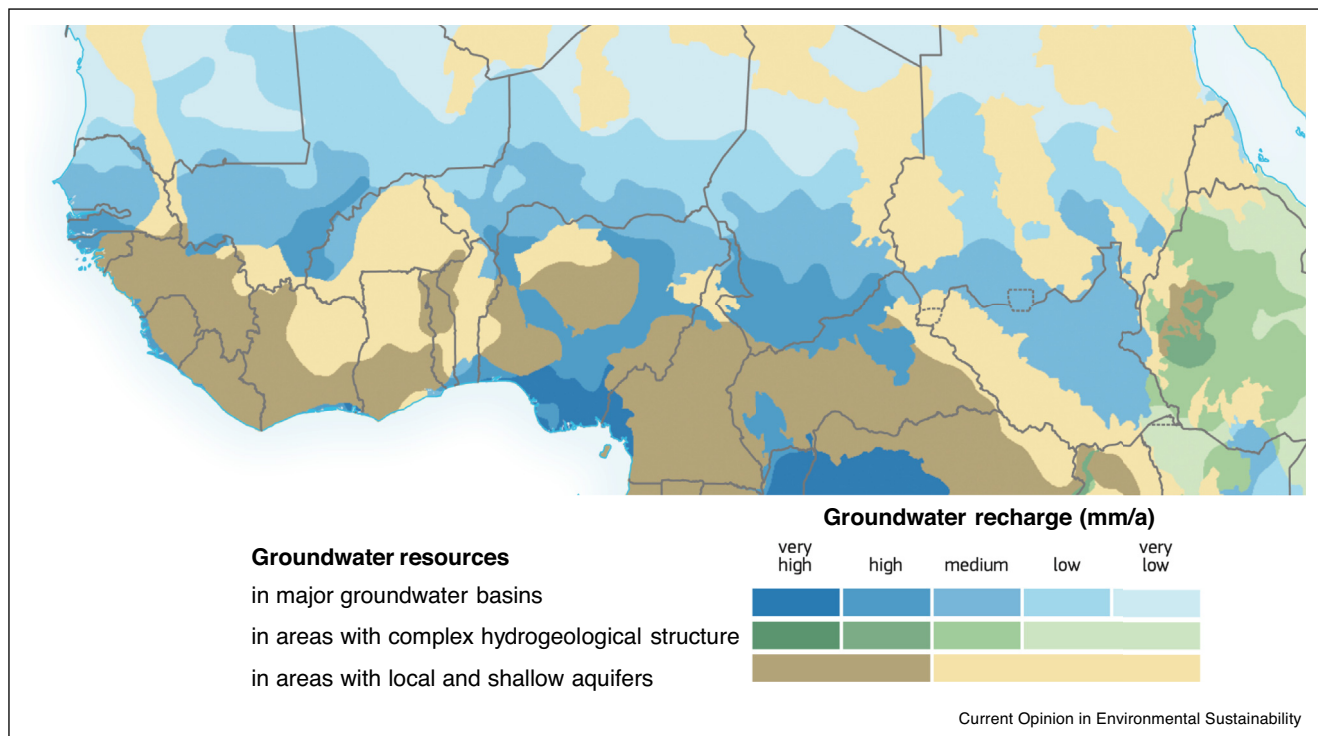 Groundwater recharge (mm/a)
very high
high
medium
low
very low
Groundwater resources
in major groundwater basins
in areas with complex hydrogeological structure
in areas with local and shallow aquifers
Current Opinion in Environmental Sustainability